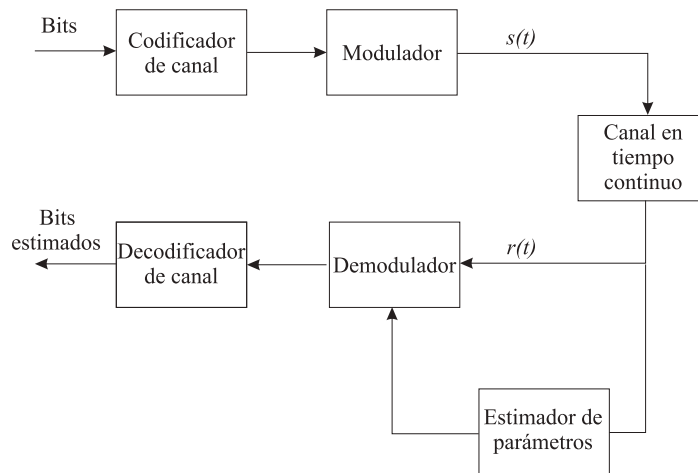 Bits
Codificador
de canal
Modulador
s(t)
Canal en
tiempo
continuo
Bits
estimados
Decodificador
de canal
Demodulador
r(t)
Estimador de
parámetros